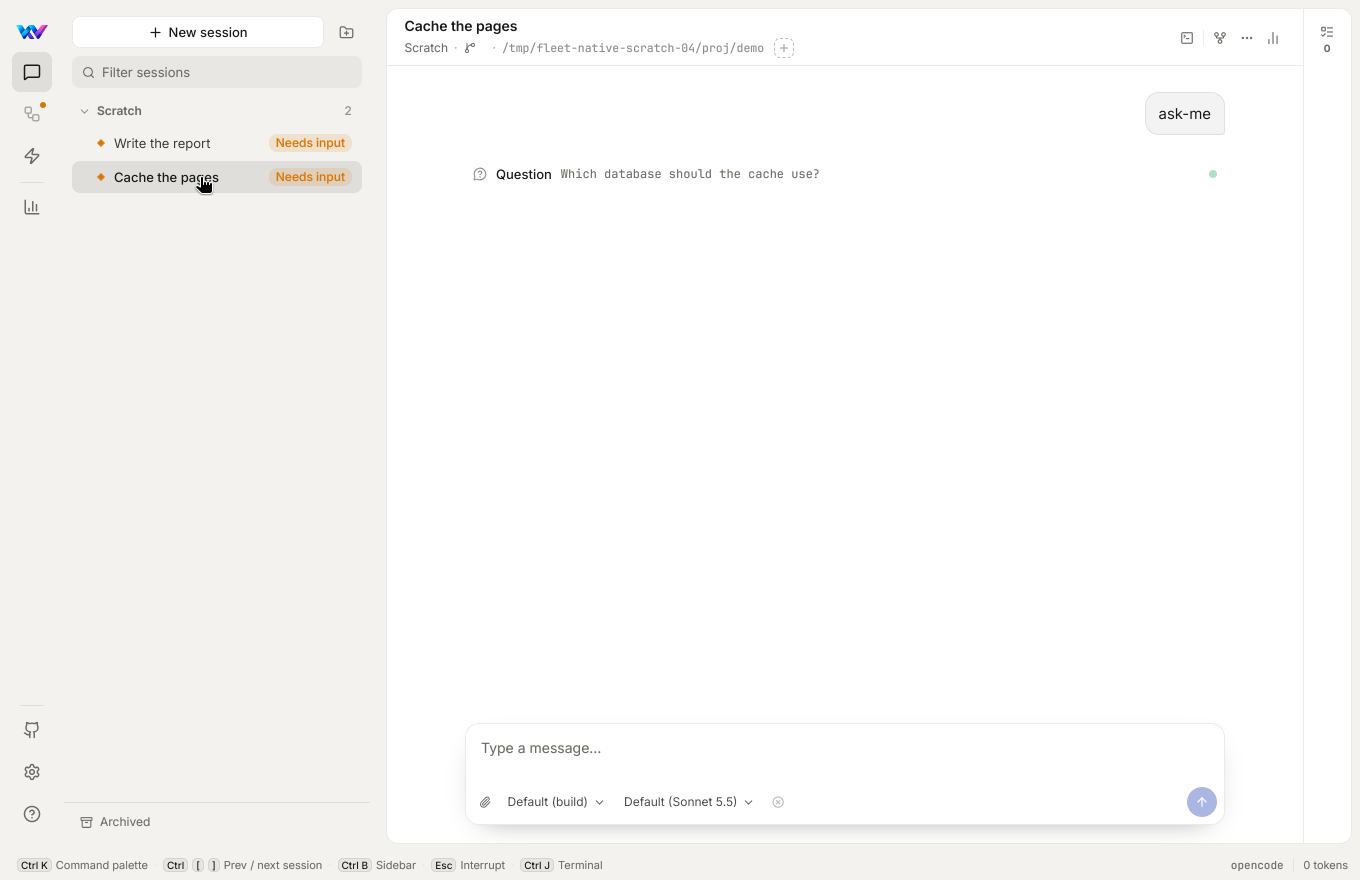 New session
Filter sessions
Scratch 2
Write the report Needs input
Cache the pages Needs input
Archived
Cache the pages
Scratch · · /tmp/fleet-native-scratch-04/proj/demo
0
ask-me
Question Which database should the cache use?
Type a message...
Default (build) Default (Sonnet 5.5)
Ctrl K Command palette Ctrl [ ] Prev / next session Ctrl B Sidebar Esc Interrupt Ctrl J Terminal opencode 0 tokens